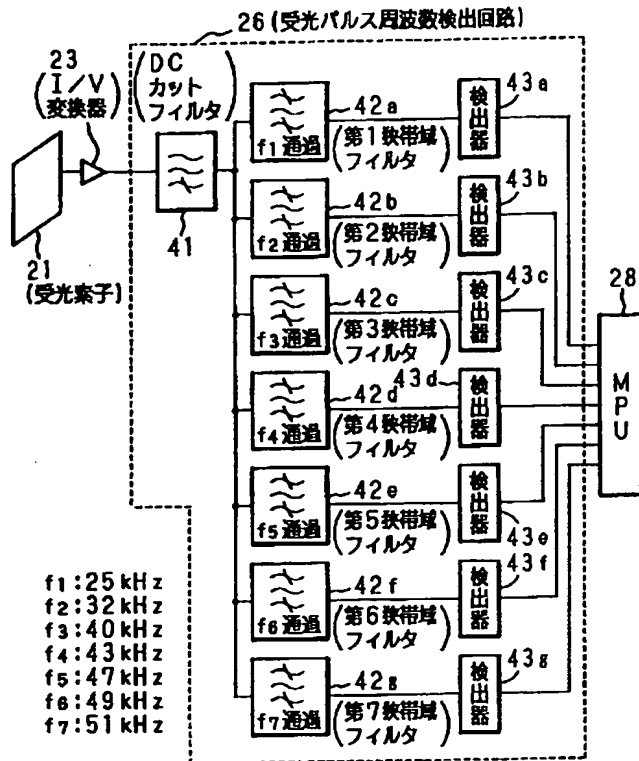 26(受光パルス周波数検出回路)
23
(I/V変換器)
(DCカットフィルタ)
41
21
(受光素子)
f1通過
42a
(第1狭帯域フィルタ)
43a
検出器
f2通過
42b
(第2狭帯域フィルタ)
43b
検出器
f3通過
42c
(第3狭帯域フィルタ)
43c
検出器
f4通過
42d
(第4狭帯域フィルタ)
43d
検出器
f5通過
42e
(第5狭帯域フィルタ)
43e
検出器
f6通過
42f
(第6狭帯域フィルタ)
43f
検出器
f7通過
42g
(第7狭帯域フィルタ)
43g
検出器
28
MPU
f1:25kHz
f2:32kHz
f3:40kHz
f4:43kHz
f5:47kHz
f6:49kHz
f7:51kHz